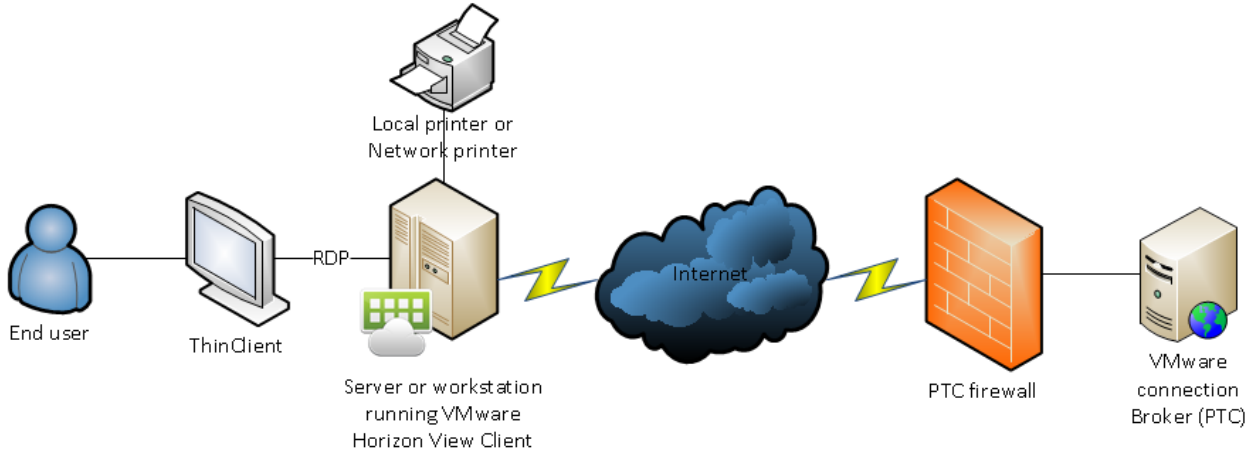 Local printer or
Network printer
RDP
Internet
End user
ThinClient
Server or workstation
running VMware
Horizon View Client
PTC firewall
VMware
connection
Broker (PTC)